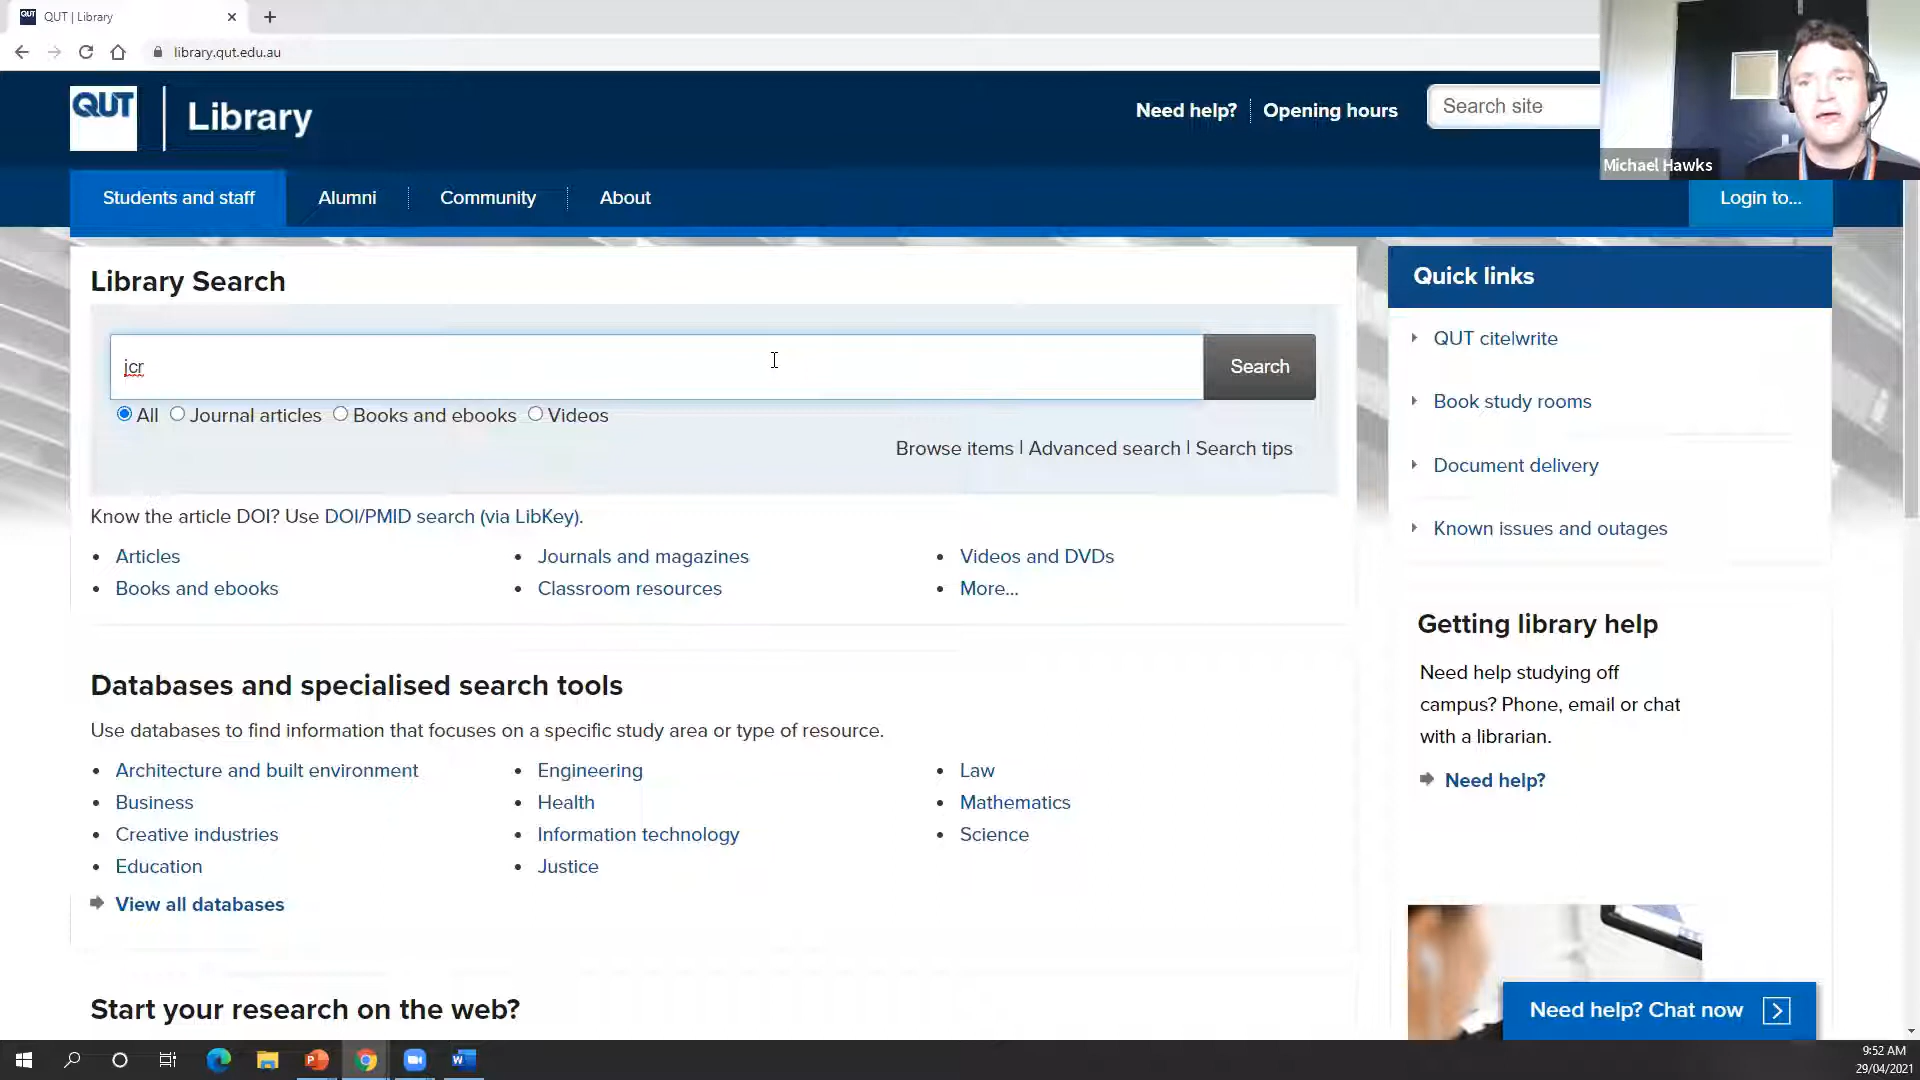 QUT | Library
library.qut.edu.au
QUT
Library
Need help?
Opening hours
Search site
Michael Hawks
Students and staff
Alumni
Community
About
Login to...
Library Search
jcr
Search
All
Journal articles
Books and ebooks
Videos
Browse items | Advanced search | Search tips
Know the article DOI? Use DOI/PMID search (via LibKey).
Articles
Books and ebooks
Journals and magazines
Classroom resources
Videos and DVDs
More...
Databases and specialised search tools
Use databases to find information that focuses on a specific study area or type of resource.
Architecture and built environment
Business
Creative industries
Education
Engineering
Health
Information technology
Justice
Law
Mathematics
Science
View all databases
Start your research on the web?
Quick links
QUT cite|write
Book study rooms
Document delivery
Known issues and outages
Getting library help
Need help studying off
campus? Phone, email or chat
with a librarian.
Need help?
Need help? Chat now
9:52 AM
29/04/2021